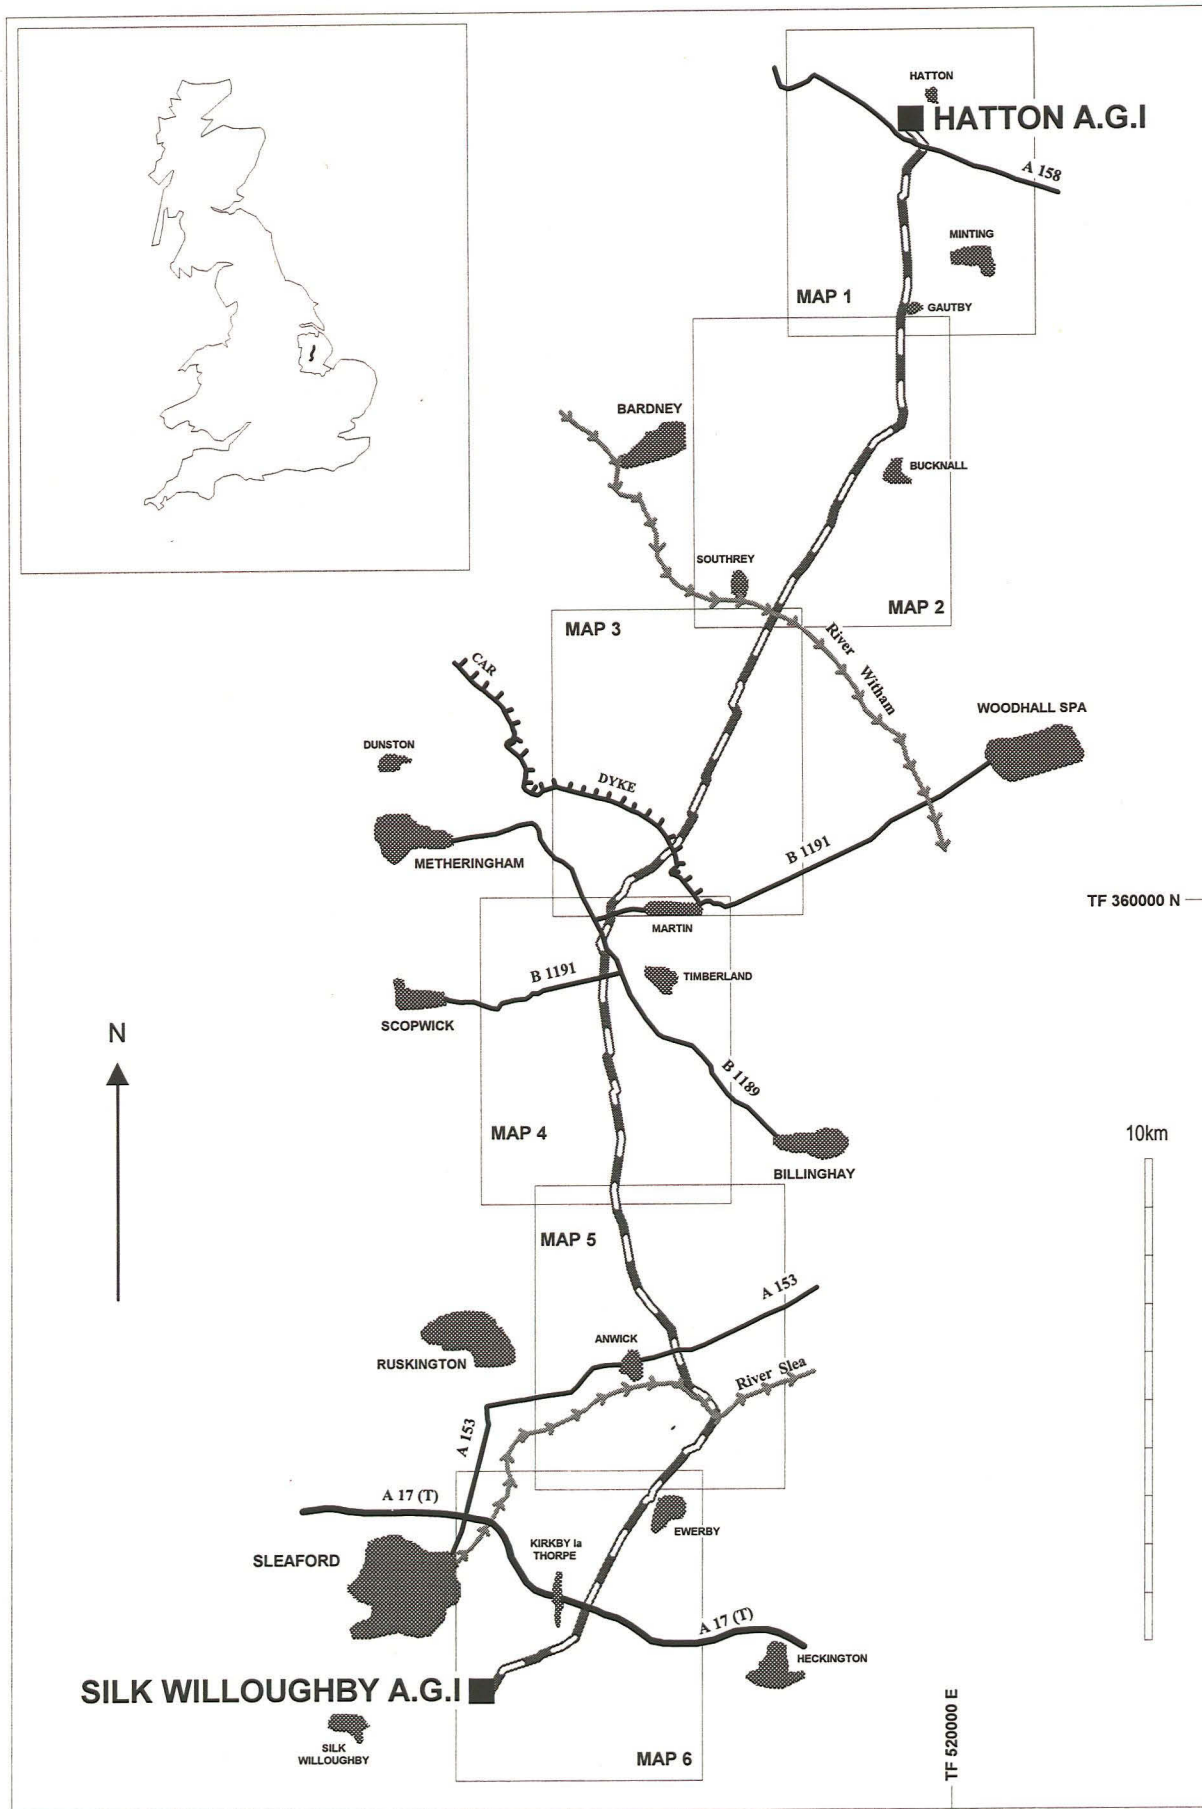 HATTON
HATTON A.G.I
A 158
MINTING
MAP 1
GAUTBY
BARDNEY
BUCKNALL
SOUTHREY
MAP 2
MAP 3
River Witham
CAR DYKE
WOODHALL SPA
DUNSTON
METHERINGHAM
B 1191
TF 360000 N
MARTIN
TIMBERLAND
B 1191
SCOPWICK
N
B 1189
MAP 4
10km
BILLINGHAY
MAP 5
A 153
ANWICK
RUSKINGTON
River Slea
A 153
A 17 (T)
EWERBY
SLEAFORD
KIRKBY la
THORPE
A 17 (T)
HECKINGTON
SILK WILLOUGHBY A.G.I
SILK
WILLOUGHBY
MAP 6
TF 520000 E